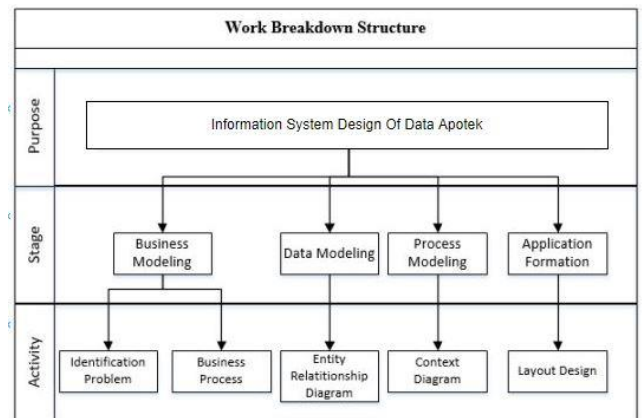 Work Breakdown Structure
Purpose
Information System Design Of Data Apotek
Stage
Business
Modeling
Data Modeling
Process
Modeling
Application
Formation
Activity
Identification
Problem
Business
Process
Entity
Relatitionship
Diagram
Context
Diagram
Layout Design